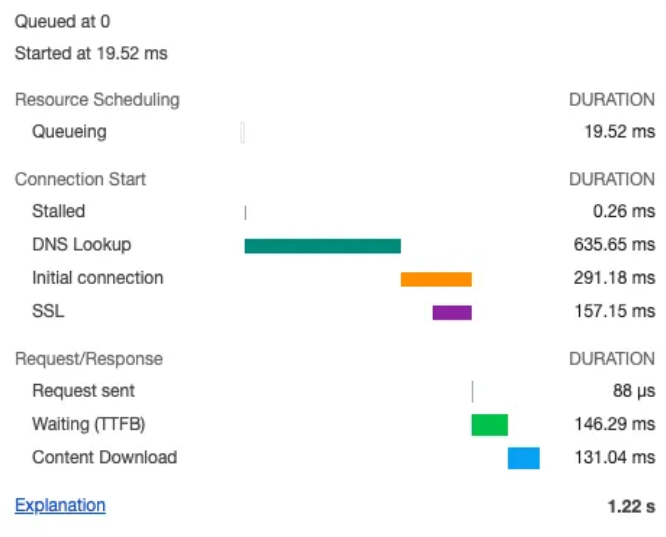 Queued at 0
Started at 19.52 ms
Resource Scheduling DURATION
Queueing 19.52 ms
Connection Start DURATION
Stalled 0.26 ms
DNS Lookup 635.65 ms
Initial connection 291.18 ms
SSL 157.15 ms
Request/Response DURATION
Request sent 88 µs
Waiting (TTFB) 146.29 ms
Content Download 131.04 ms
Explanation 1.22 s